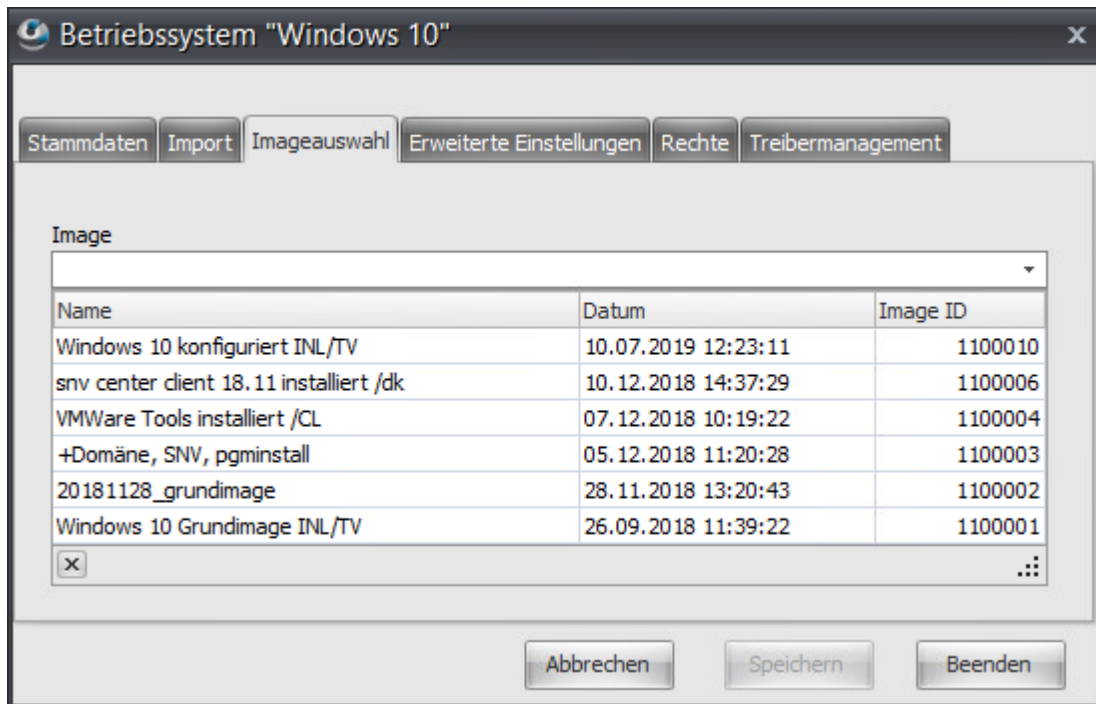 Betriebssystem "Windows 10" x
Stammdaten Import Imageauswahl Erweiterte Einstellungen Rechte Treibermanagement
Image
Name Datum Image ID
Windows 10 konfiguriert INL/TV 10.07.2019 12:23:11 1100010
snv center client 18.11 installiert /dk 10.12.2018 14:37:29 1100006
VMWare Tools installiert /CL 07.12.2018 10:19:22 1100004
+Domäne, SNV, pgminstall 05.12.2018 11:20:28 1100003
20181128_grundimage 28.11.2018 13:20:43 1100002
Windows 10 Grundimage INL/TV 26.09.2018 11:39:22 1100001
x
Abbrechen Speichern Beenden